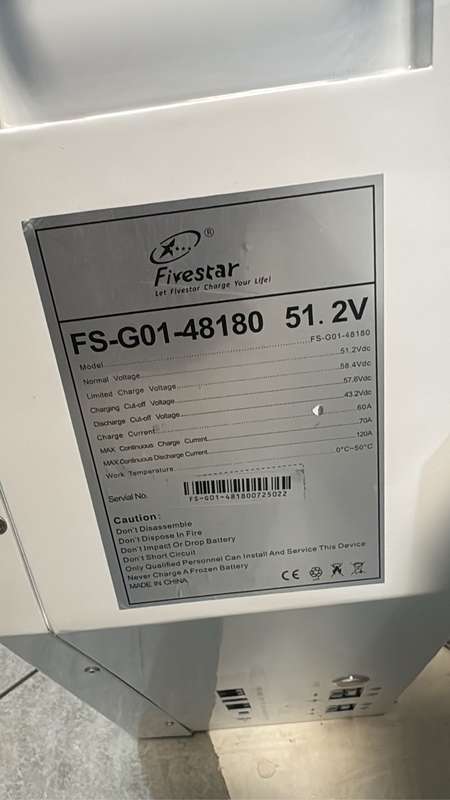 ®
Fivestar
Let Fivestar Charge Your Life!
FS-G01-48180 51.2V
Model FS-G01-48180
Normal Voltage 51.2Vdc
Limited Charge Voltage 58.4Vdc
Charging Cut-off Voltage 57.6Vdc
Discharge Cut-off Voltage 43.2Vdc
Charge Current 60A
MAX Continuous Charge Current 70A
MAX Continuous Discharge Current 120A
Work Temperature 0°C~50°C
Serial No.
FS-G01-481800725022
Caution:
Don't Disassemble
Don't Dispose In Fire
Don't Impact Or Drop Battery
Don't Short Circuit
Only Qualified Personnel Can Install And Service This Device
Never Charge A Frozen Battery
MADE IN CHINA
CE